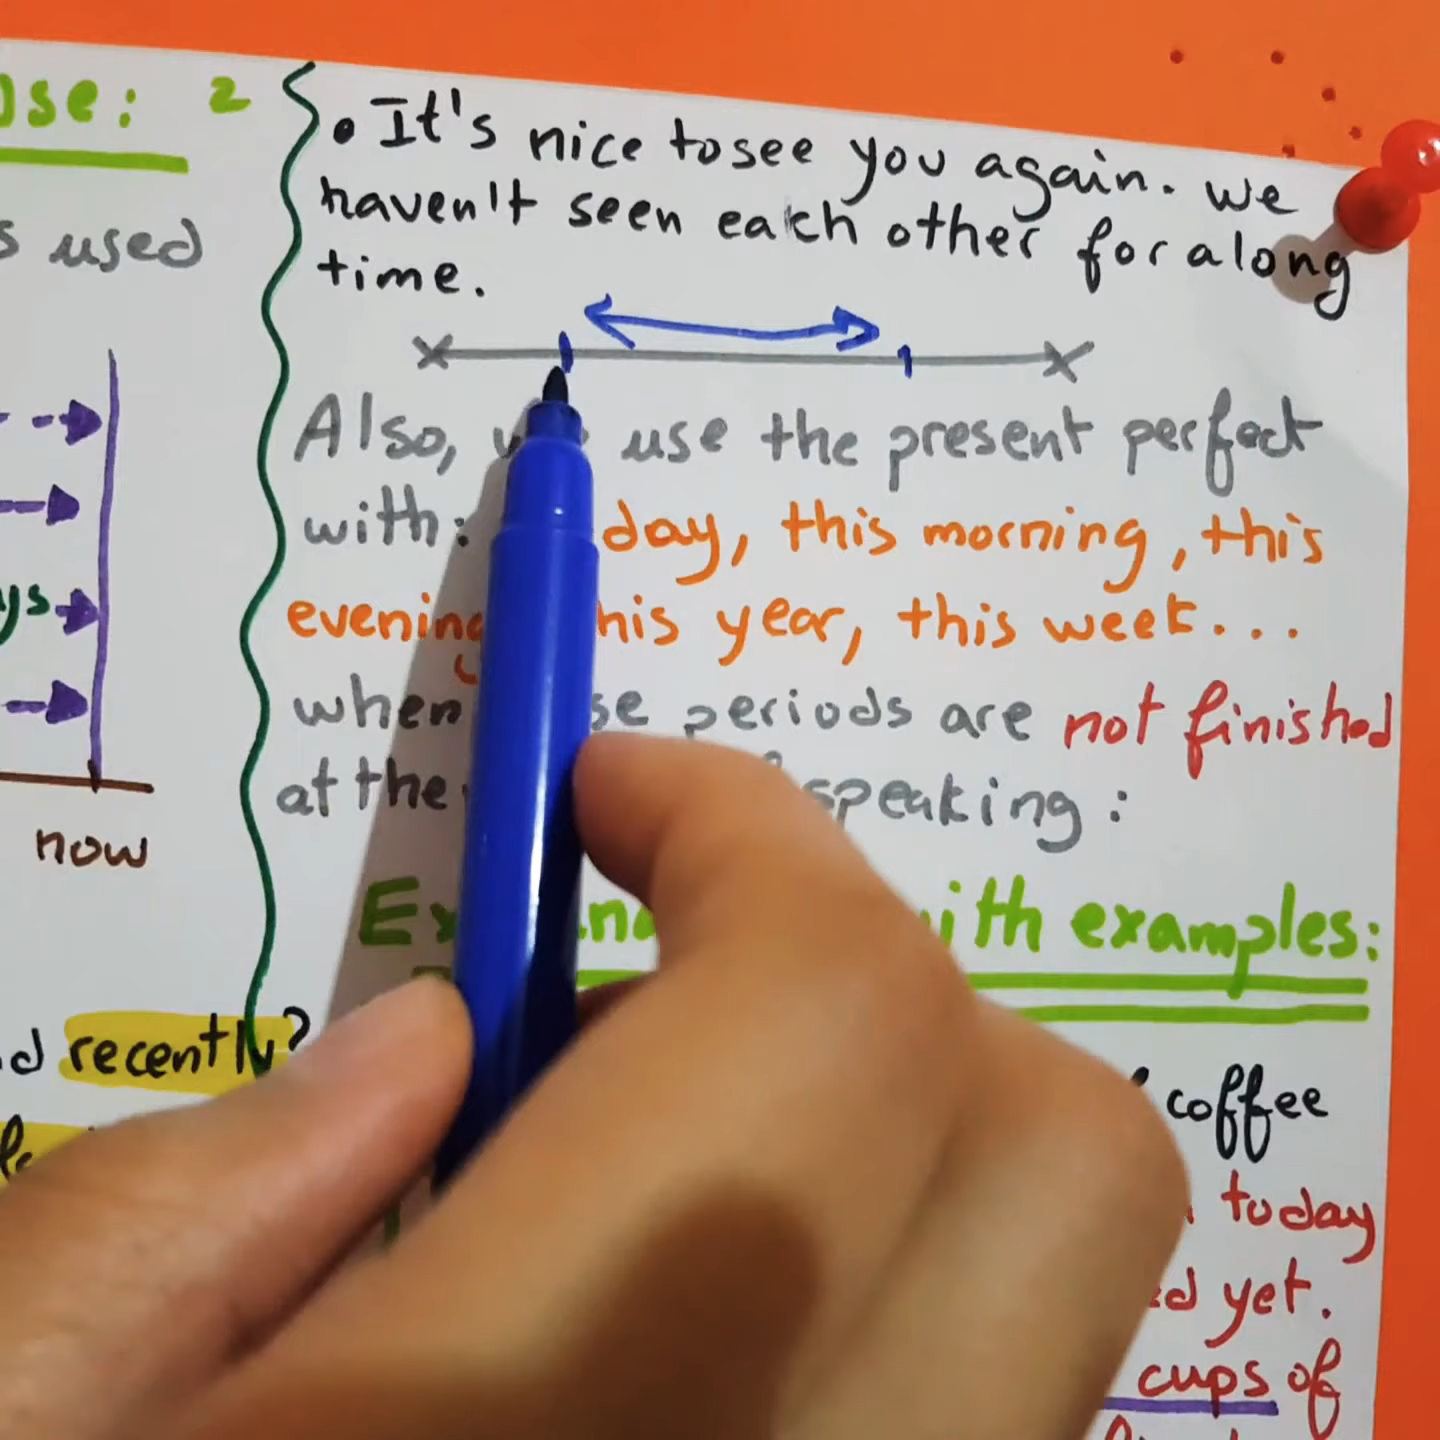 2
used
now
recently?
• It's nice to see you again. we
haven't seen each other for a long
time.
Also, use the present perfect
with: day, this morning, this
evening his year, this week...
when se periods are not finished
at the speaking:
with examples:
coffee
today
yet.
cups of